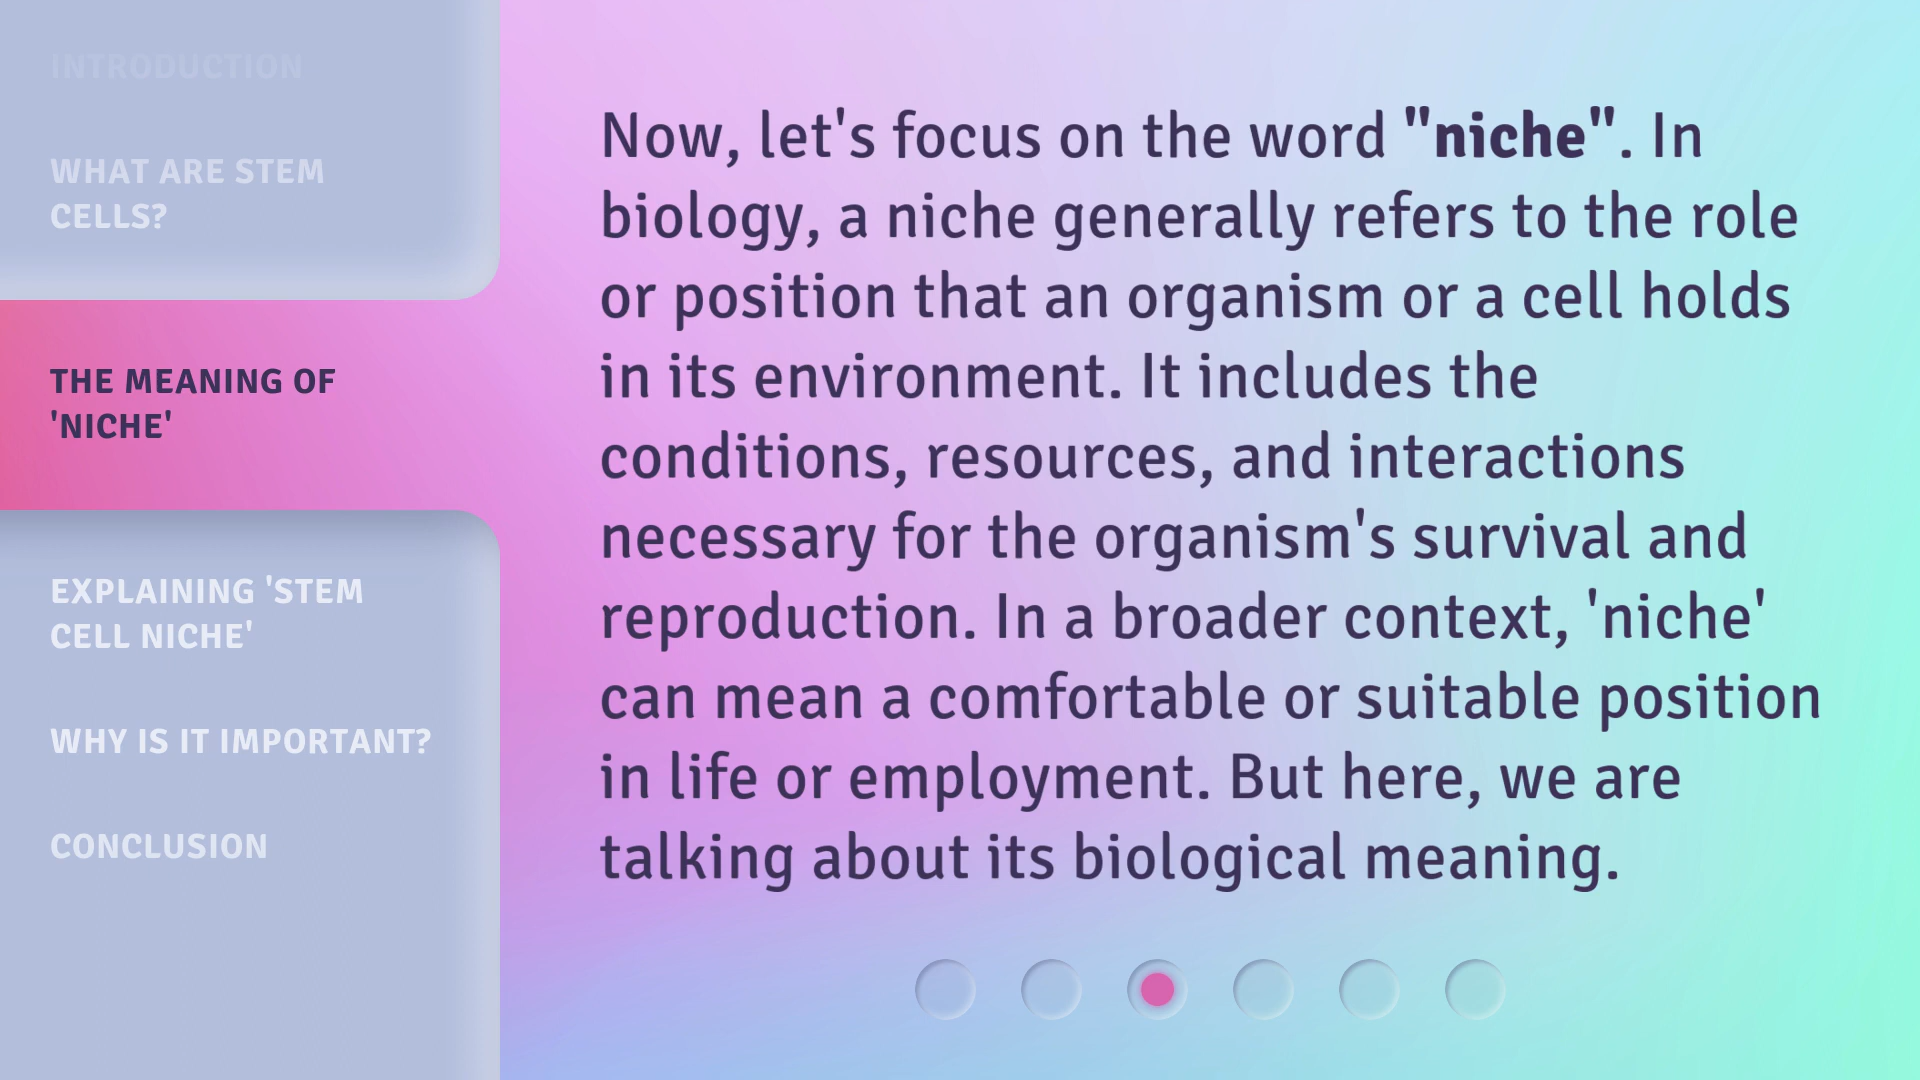 INTRODUCTION
WHAT ARE STEM
CELLS?
THE MEANING OF
'NICHE'
EXPLAINING 'STEM
CELL NICHE'
WHY IS IT IMPORTANT?
CONCLUSION
Now, let's focus on the word "niche". In
biology, a niche generally refers to the role
or position that an organism or a cell holds
in its environment. It includes the
conditions, resources, and interactions
necessary for the organism's survival and
reproduction. In a broader context, 'niche'
can mean a comfortable or suitable position
in life or employment. But here, we are
talking about its biological meaning.